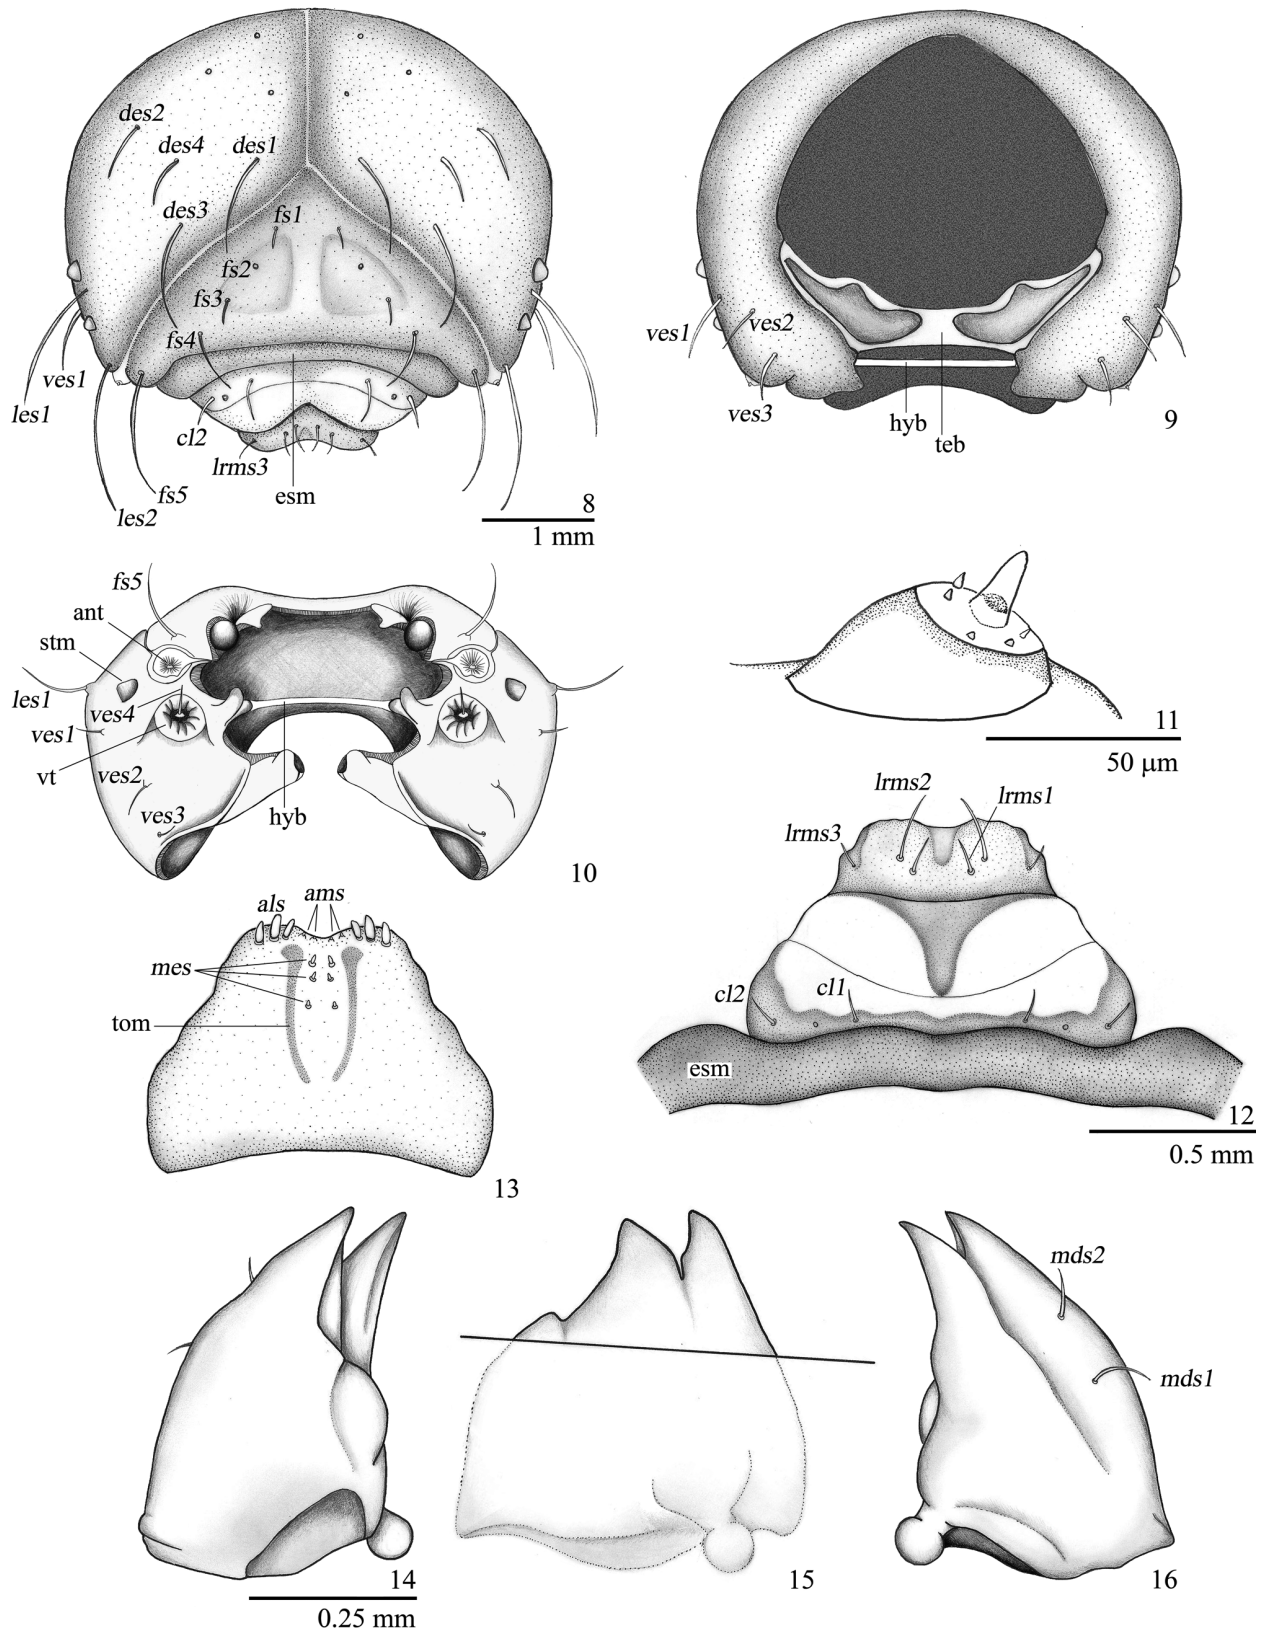 des2
des4
des1
des3
fs1
fs2
fs3
fs4
ves1
les1
cl2
lrms3
fs5
les2
esm
8
1 mm
ves1
ves2
ves3
hyb
teb
9
fs5
ant
stm
les1
ves4
ves1
vt
ves2
ves3
hyb
10
11
50 μm
lrms2
lrms1
lrms3
cl2
cl1
esm
12
0.5 mm
als
ams
mes
tom
13
14
0.25 mm
15
mds2
mds1
16